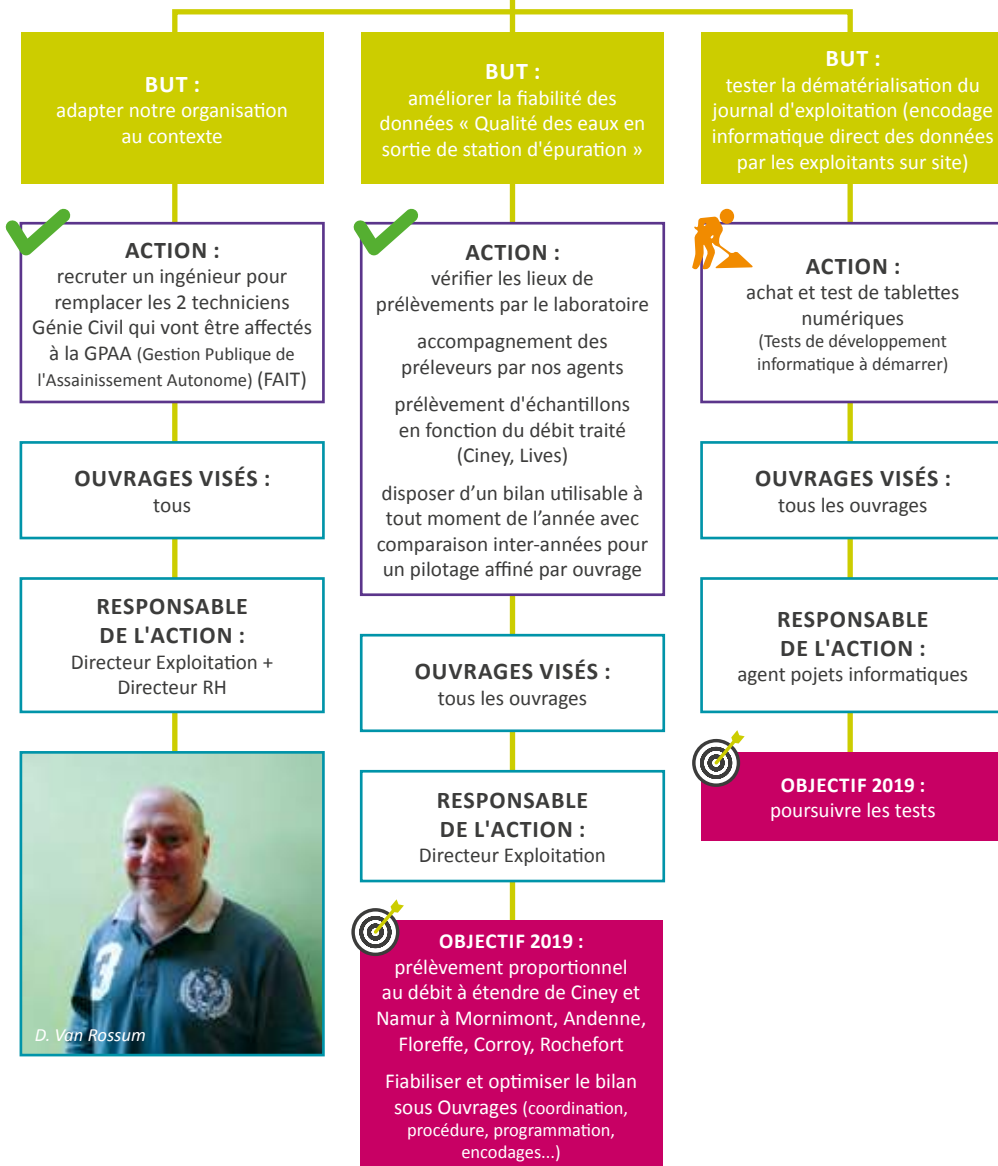 BUT :
adapter notre organisation
au contexte
ACTION :
recruter un ingénieur pour
remplacer les 2 techniciens
Génie Civil qui vont être affectés
à la GPAA (Gestion Publique de
l'Assainissement Autonome) (FAIT)
OUVRAGES VISÉS :
tous
RESPONSABLE
DE L'ACTION :
Directeur Exploitation +
Directeur RH
D. Van Rossum
BUT :
améliorer la fiabilité des
données « Qualité des eaux en
sortie de station d'épuration »
ACTION :
vérifier les lieux de
prélèvements par le laboratoire
accompagnement des
préleveurs par nos agents
prélèvement d'échantillons
en fonction du débit traité
(Ciney, Lives)
disposer d’un bilan utilisable à
tout moment de l’année avec
comparaison inter-années pour
un pilotage affiné par ouvrage
OUVRAGES VISÉS :
tous les ouvrages
RESPONSABLE
DE L'ACTION :
Directeur Exploitation
OBJECTIF 2019 :
prélèvement proportionnel
au débit à étendre de Ciney et
Namur à Mornimont, Andenne,
Floreffe, Corroy, Rochefort
Fiabiliser et optimiser le bilan
sous Ouvrages (coordination,
procédure, programmation,
encodages...)
BUT :
tester la dématérialisation du
journal d'exploitation (encodage
informatique direct des données
par les exploitants sur site)
ACTION :
achat et test de tablettes
numériques
(Tests de développement
informatique à démarrer)
OUVRAGES VISÉS :
tous les ouvrages
RESPONSABLE
DE L'ACTION :
agent pojets informatiques
OBJECTIF 2019 :
poursuivre les tests